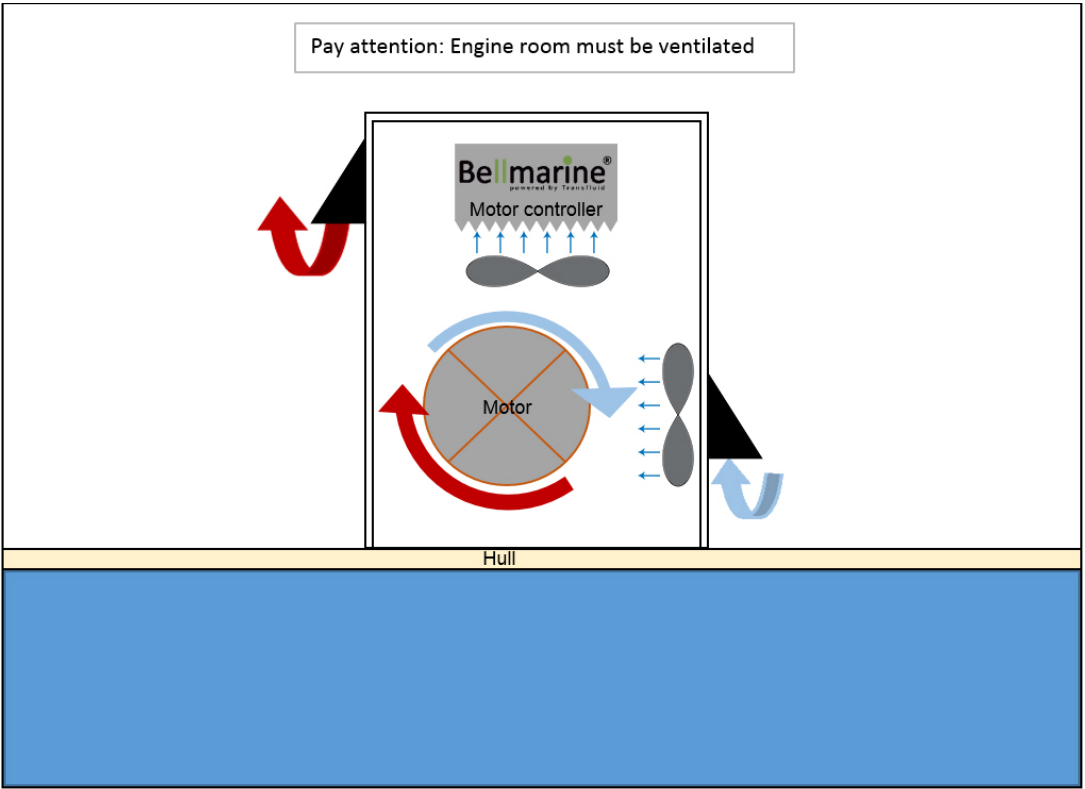 Pay attention: Engine room must be ventilated
Bellmarine®
powered by Transfluid
Motor controller
Motor
Hull